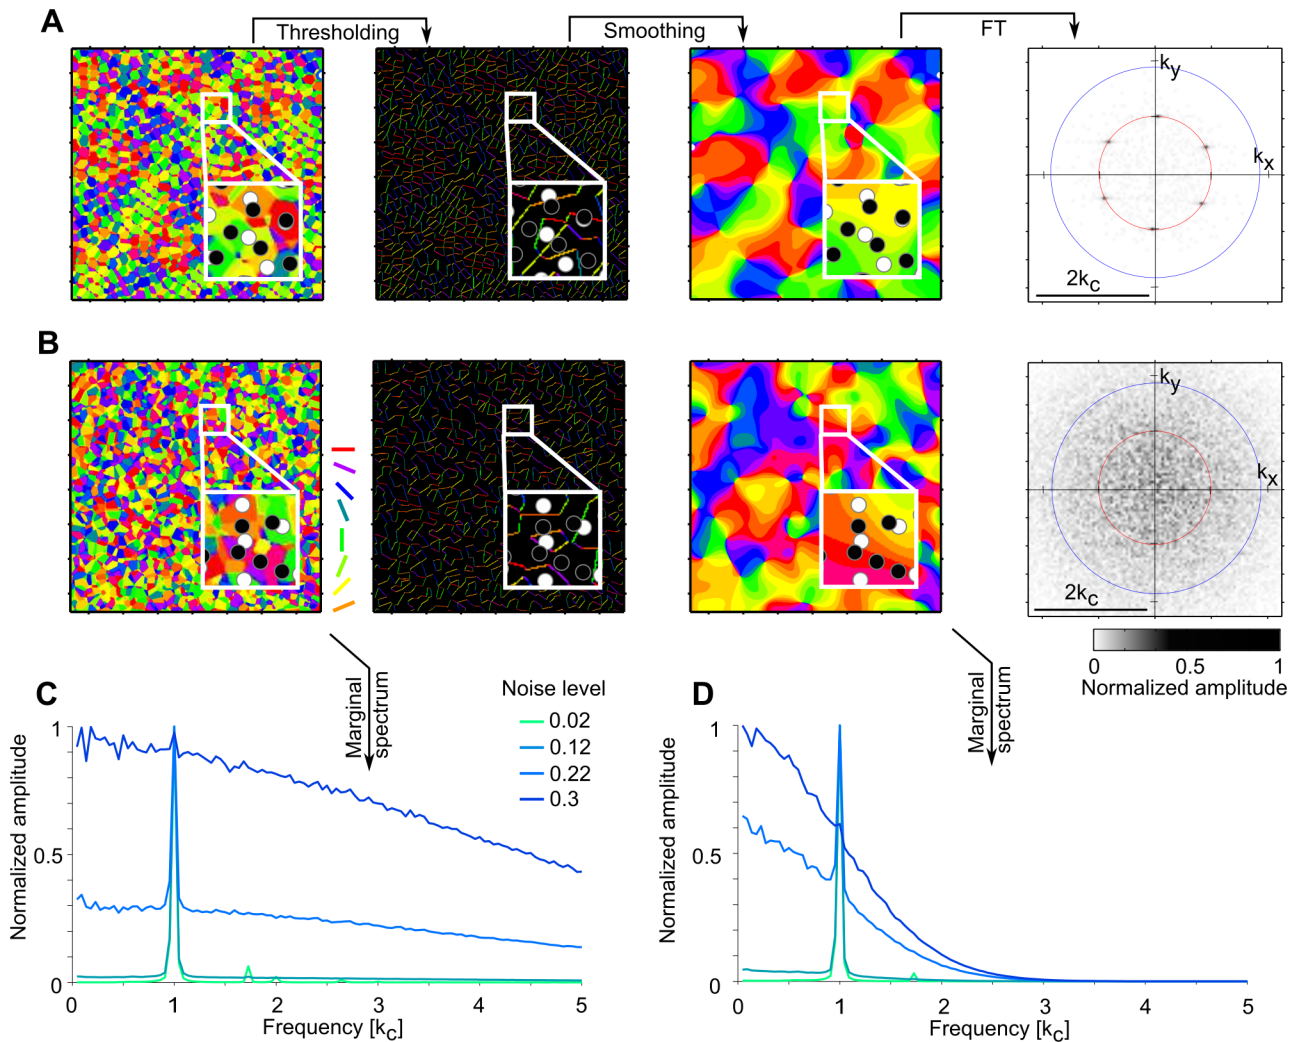 A
Thresholding
Smoothing
FT
ky
kx
2kc
B
ky
kx
2kc
0 0.5 1
Normalized amplitude
Marginal
spectrum
Marginal
spectrum
C
Noise level
0.02
0.12
0.22
0.3
Normalized amplitude
1
0.5
0
0 1 2 3 4 5
Frequency [kc]
D
Normalized amplitude
1
0.5
0
0 1 2 3 4 5
Frequency [kc]